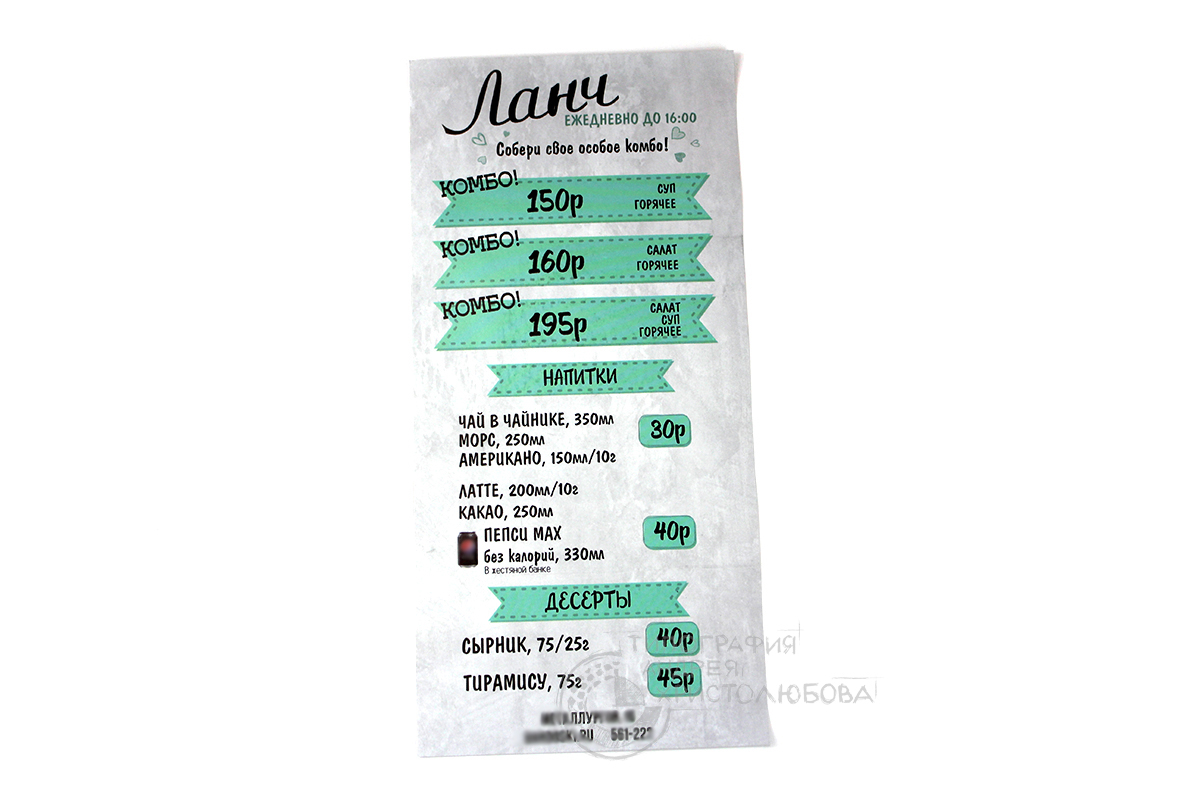 Ланч
ЕЖЕДНЕВНО ДО 16:00
Собери свое особое комбо!
КОМБО!
150р
СУП
ГОРЯЧЕЕ
КОМБО!
160р
САЛАТ
ГОРЯЧЕЕ
КОМБО!
195р
САЛАТ
СУП
ГОРЯЧЕЕ
НАПИТКИ
ЧАЙ В ЧАЙНИКЕ, 350мл
МОРС, 250мл
АМЕРИКАНО, 150мл/10г
30р
ЛАТТЕ, 200мл/10г
КАКАО, 250мл
ПЕПСИ МАХ
без калорий, 330мл
В жестяной банке
40р
ДЕСЕРТЫ
СЫРНИК, 75/25г
40р
ТИРАМИСУ, 75г
45р